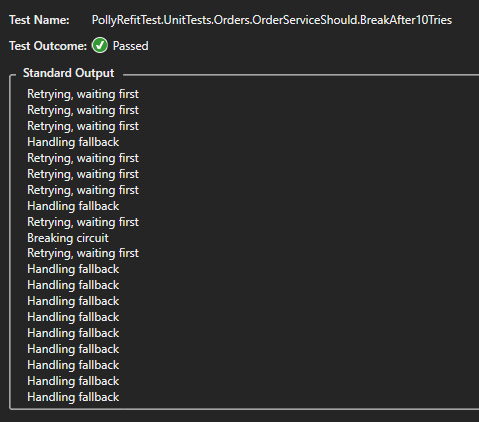 Test Name: PollyRefitTest.UnitTests.Orders.OrderServiceShould.BreakAfter10Tries
Test Outcome: Passed
Standard Output
Retrying, waiting first
Retrying, waiting first
Retrying, waiting first
Handling fallback
Retrying, waiting first
Retrying, waiting first
Retrying, waiting first
Handling fallback
Retrying, waiting first
Breaking circuit
Retrying, waiting first
Handling fallback
Handling fallback
Handling fallback
Handling fallback
Handling fallback
Handling fallback
Handling fallback
Handling fallback
Handling fallback